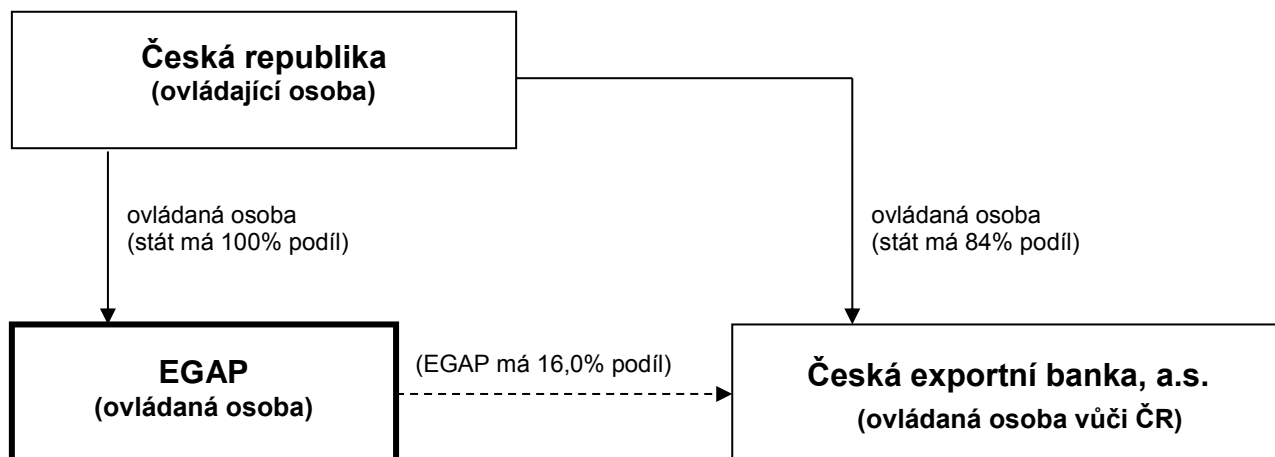 Česká republika
(ovládající osoba)
ovládaná osoba
(stát má 100% podíl)
ovládaná osoba
(stát má 84% podíl)
EGAP
(ovládaná osoba)
(EGAP má 16,0% podíl)
Česká exportní banka, a.s.
(ovládaná osoba vůči ČR)